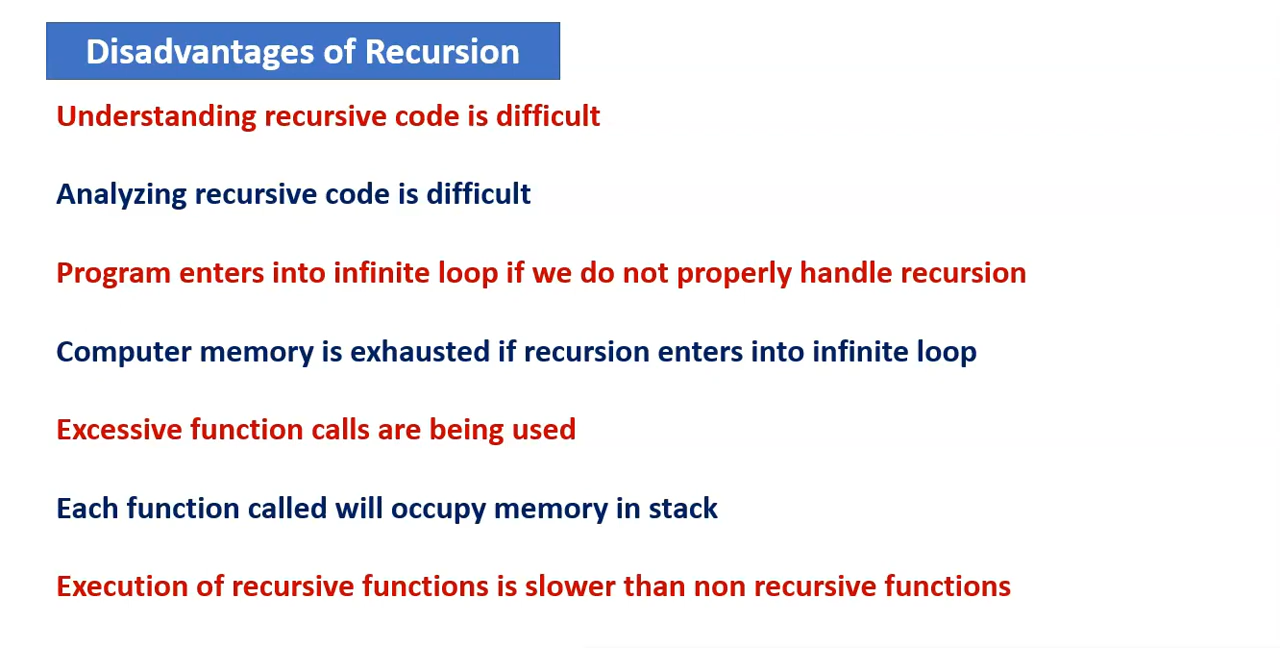 Disadvantages of Recursion
Understanding recursive code is difficult
Analyzing recursive code is difficult
Program enters into infinite loop if we do not properly handle recursion
Computer memory is exhausted if recursion enters into infinite loop
Excessive function calls are being used
Each function called will occupy memory in stack
Execution of recursive functions is slower than non recursive functions